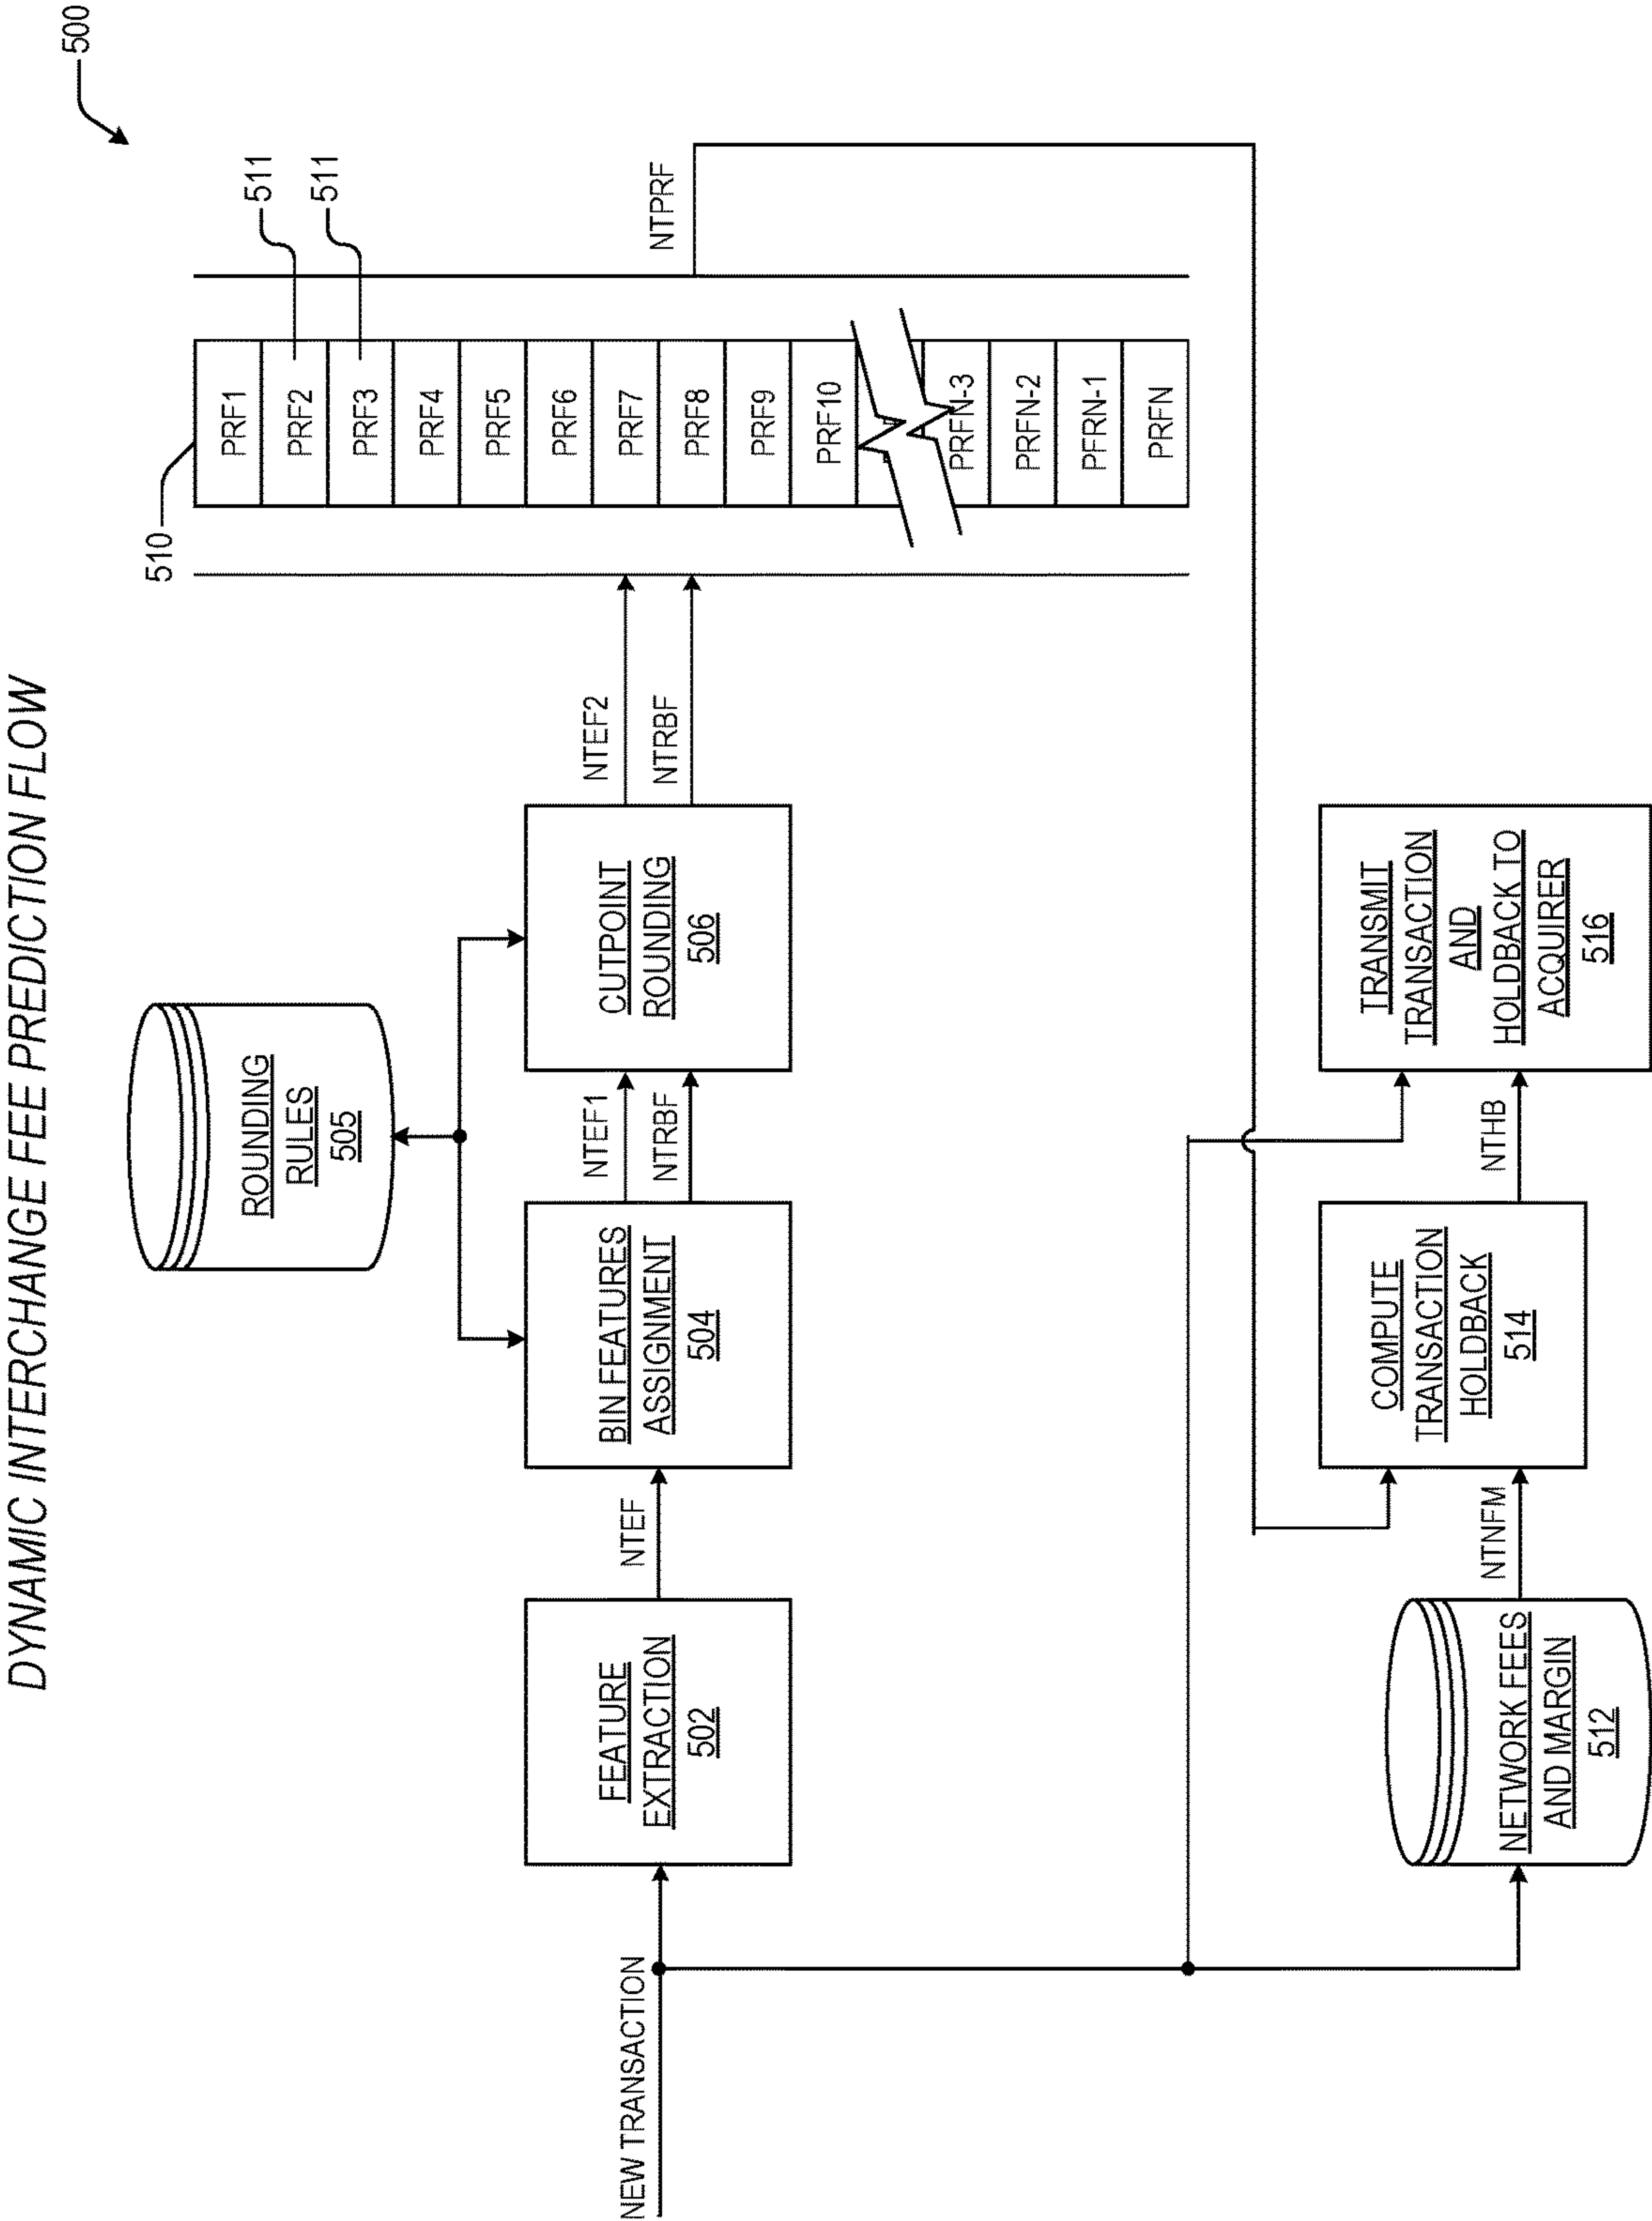 DYNAMIC INTERCHANGE FEE PREDICTION FLOW
500
ROUNDING
RULES
505
510
511
511
PRF1
PRF2
PRF3
PRF4
PRF5
PRF6
PRF7
PRF8
PRF9
PRF10
PRFN-3
PRFN-2
PFRN-1
PRFN
NEW TRANSACTION
FEATURE
EXTRACTION
502
NTEF
BIN FEATURES
ASSIGNMENT
504
NTEF1
NTRBF
CUTPOINT
ROUNDING
506
NTEF2
NTRBF
NTPRF
NETWORK FEES
AND MARGIN
512
NTNFM
COMPUTE
TRANSACTION
HOLDBACK
514
NTHB
TRANSMIT
TRANSACTION
AND
HOLDBACK TO
ACQUIRER
516